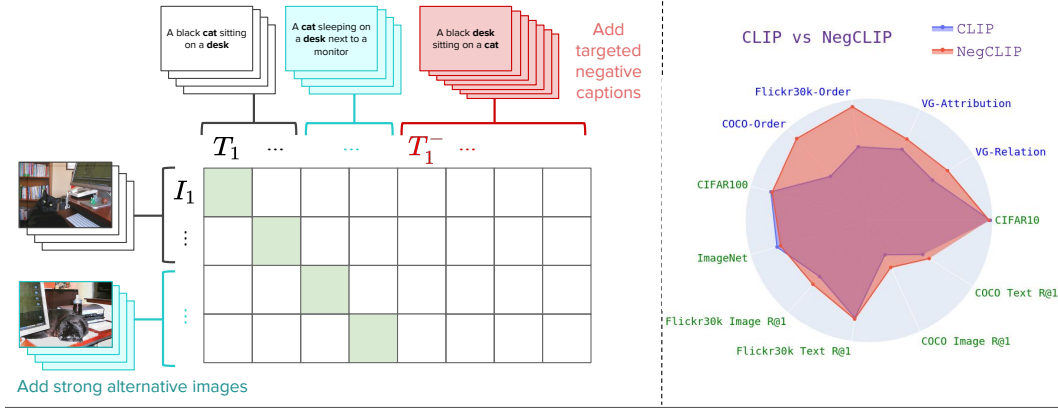 A black cat sitting
on a desk
A cat sleeping on
a desk next to a
monitor
A black desk
sitting on a cat
Add
targeted
negative
captions
T1 ... ... T1− ...
I1
⋮
⋮
Add strong alternative images
CLIP vs NegCLIP
CLIP
NegCLIP
Flickr30k-Order
VG-Attribution
COCO-Order
VG-Relation
CIFAR100
CIFAR10
ImageNet
COCO Text R@1
Flickr30k Image R@1
COCO Image R@1
Flickr30k Text R@1